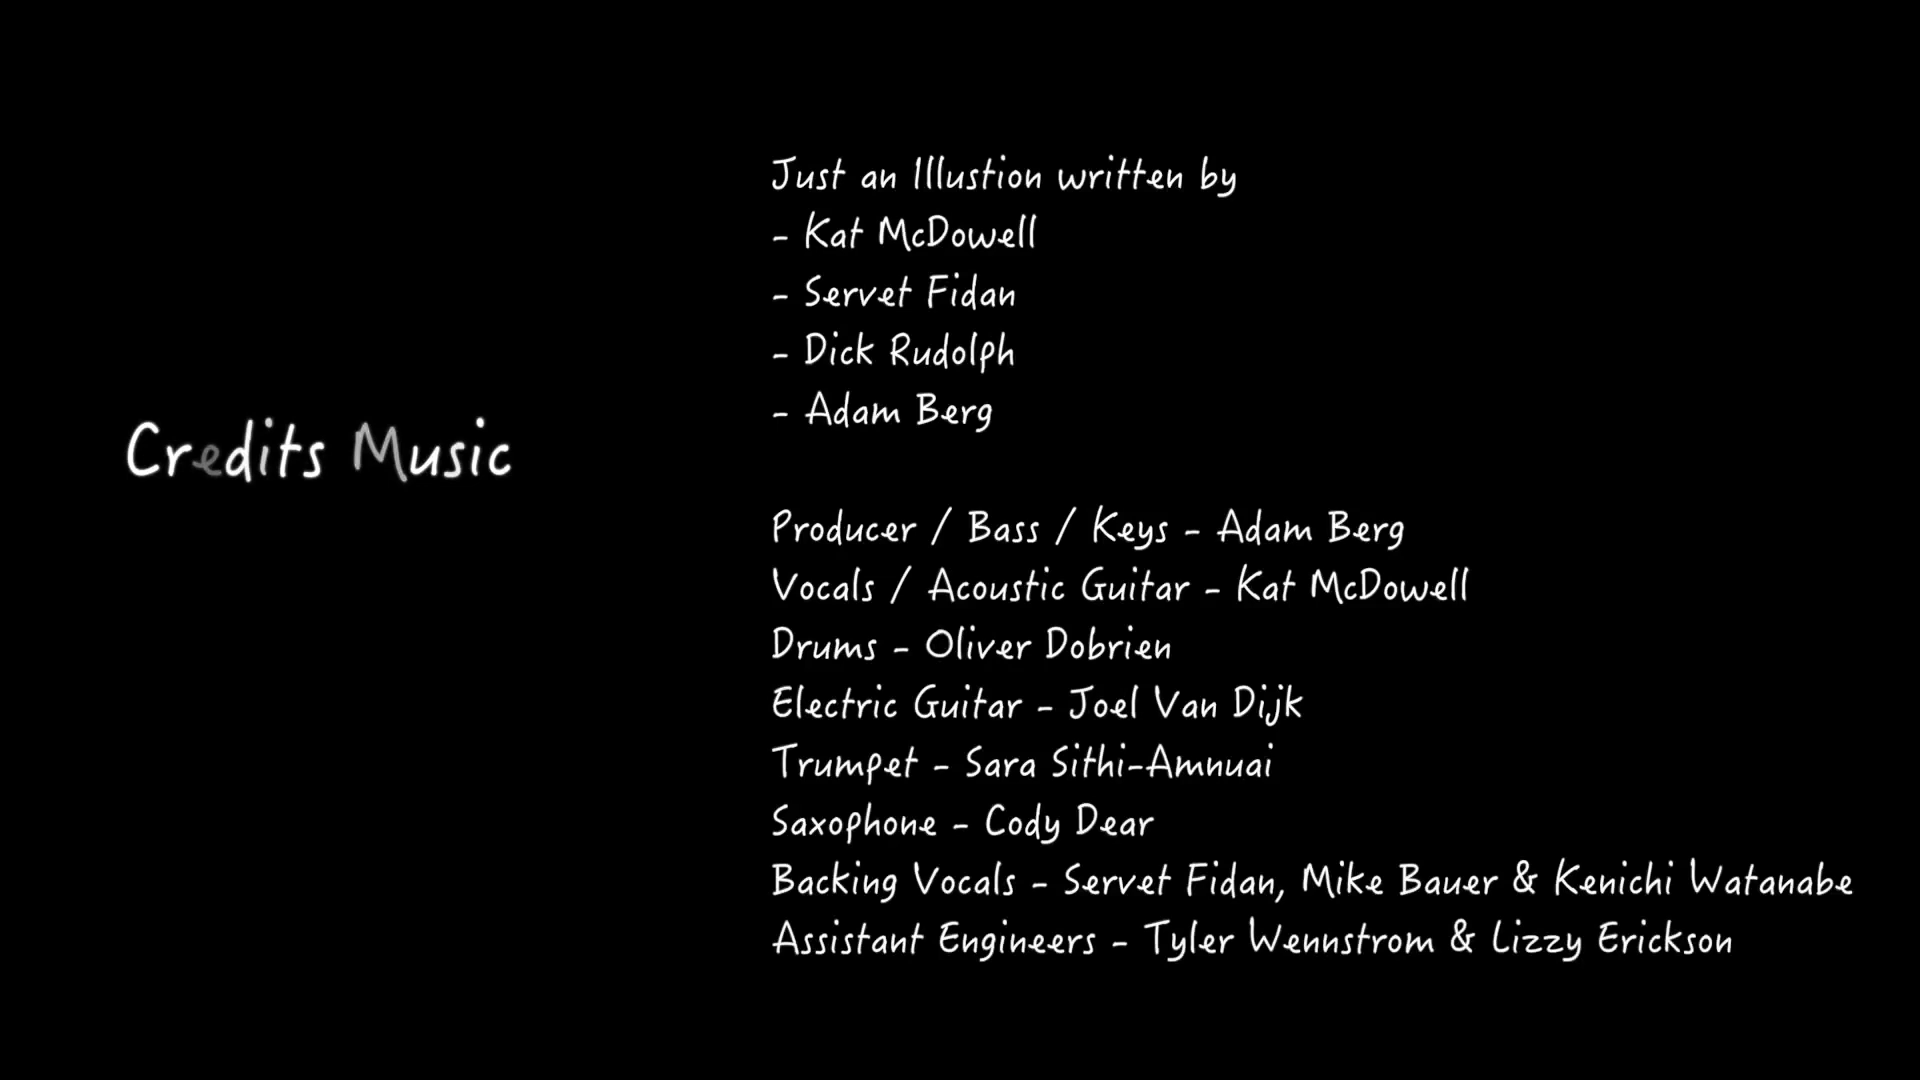 Credits Music
Just an Illustion written by
- Kat McDowell
- Servet Fidan
- Dick Rudolph
- Adam Berg
Producer / Bass / Keys - Adam Berg
Vocals / Acoustic Guitar - Kat McDowell
Drums - Oliver Dobrien
Electric Guitar - Joel Van Dijk
Trumpet - Sara Sithi-Amnuai
Saxophone - Cody Dear
Backing Vocals - Servet Fidan, Mike Bauer & Kenichi Watanabe
Assistant Engineers - Tyler Wennstrom & Lizzy Erickson